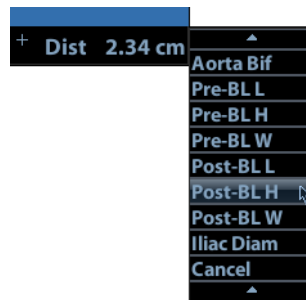 + Dist 2.34 cm
Aorta Bif
Pre-BL L
Pre-BL H
Pre-BL W
Post-BL L
Post-BL H
Post-BL W
Iliac Diam
Cancel